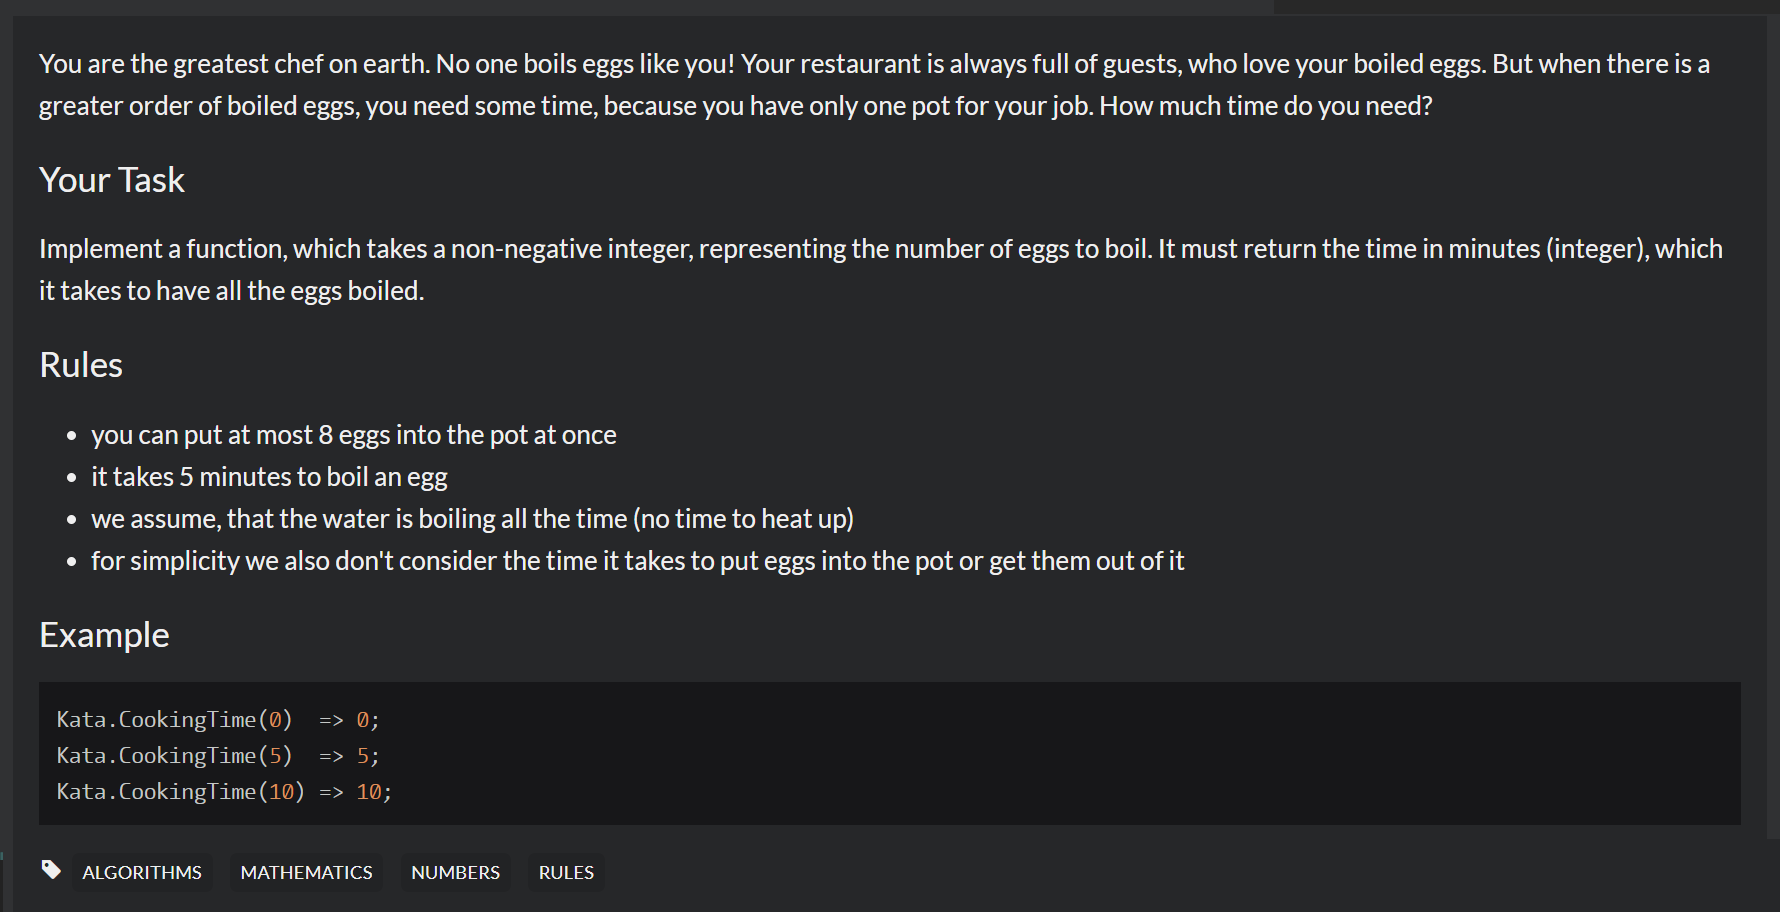 You are the greatest chef on earth. No one boils eggs like you! Your restaurant is always full of guests, who love your boiled eggs. But when there is a
greater order of boiled eggs, you need some time, because you have only one pot for your job. How much time do you need?
Your Task
Implement a function, which takes a non-negative integer, representing the number of eggs to boil. It must return the time in minutes (integer), which
it takes to have all the eggs boiled.
Rules
• you can put at most 8 eggs into the pot at once
• it takes 5 minutes to boil an egg
• we assume, that the water is boiling all the time (no time to heat up)
• for simplicity we also don't consider the time it takes to put eggs into the pot or get them out of it
Example
Kata.CookingTime(0)  => 0;
Kata.CookingTime(5)  => 5;
Kata.CookingTime(10) => 10;
ALGORITHMS MATHEMATICS NUMBERS RULES